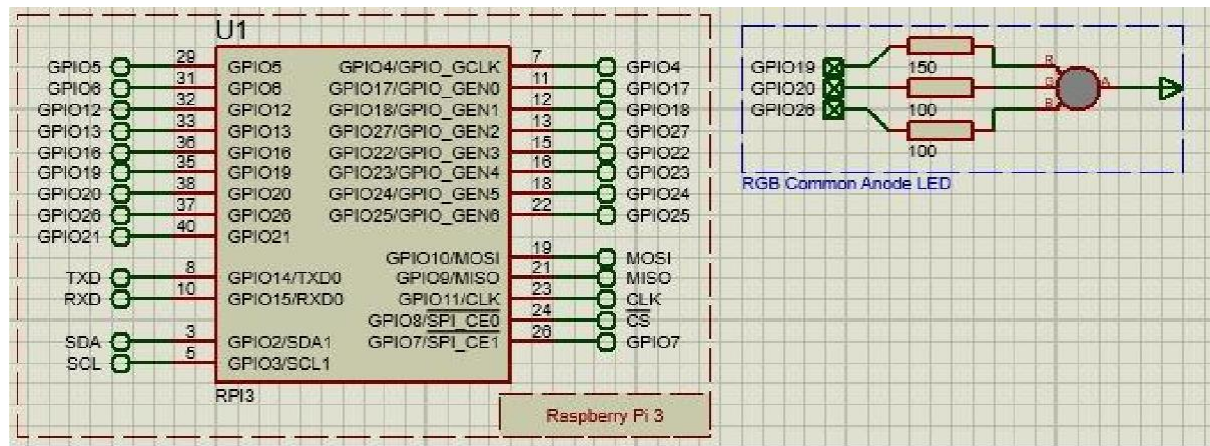 U1
GPIO5 29 GPIO5 GPIO4/GPIO_GCLK 7 GPIO4
GPIO6 31 GPIO6 GPIO17/GPIO_GEN0 11 GPIO17
GPIO12 32 GPIO12 GPIO18/GPIO_GEN1 12 GPIO18
GPIO13 33 GPIO13 GPIO27/GPIO_GEN2 13 GPIO27
GPIO16 36 GPIO16 GPIO22/GPIO_GEN3 15 GPIO22
GPIO19 35 GPIO19 GPIO23/GPIO_GEN4 16 GPIO23
GPIO20 38 GPIO20 GPIO24/GPIO_GEN5 18 GPIO24
GPIO26 37 GPIO26 GPIO25/GPIO_GEN6 22 GPIO25
GPIO21 40 GPIO21
GPIO10/MOSI 19 MOSI
TXD 8 GPIO14/TXD0 GPIO9/MISO 21 MISO
RXD 10 GPIO15/RXD0 GPIO11/CLK 23 CLK
GPIO8/SPI_CE0 24 CS
SDA 3 GPIO2/SDA1 GPIO7/SPI_CE1 26 GPIO7
SCL 5 GPIO3/SCL1
RPI3
Raspberry Pi 3
GPIO19 150 R
GPIO20 100 G A
GPIO26 100 B
RGB Common Anode LED